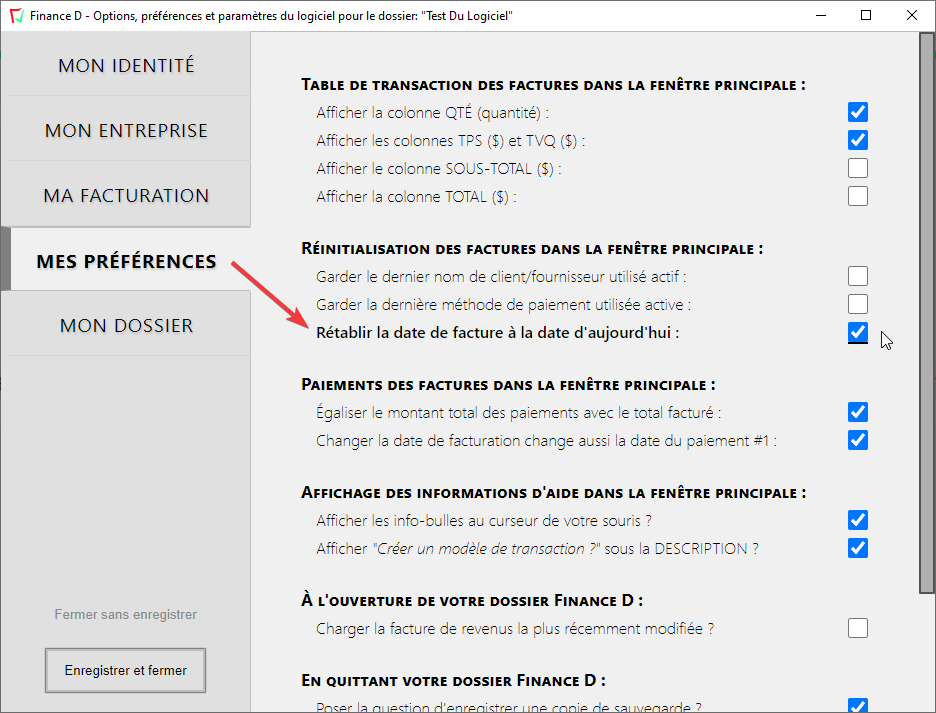 Finance D - Options, préférences et paramètres du logiciel pour le dossier: "Test Du Logiciel"
MON IDENTITÉ
MON ENTREPRISE
MA FACTURATION
MES PRÉFÉRENCES
MON DOSSIER
Fermer sans enregistrer
Enregistrer et fermer
Table de transaction des factures dans la fenêtre principale :
Afficher la colonne QTÉ (quantité) :
Afficher les colonnes TPS ($) et TVQ ($) :
Afficher le colonne SOUS-TOTAL ($) :
Afficher la colonne TOTAL ($) :
Réinitialisation des factures dans la fenêtre principale :
Garder le dernier nom de client/fournisseur utilisé actif :
Garder la dernière méthode de paiement utilisée active :
Rétablir la date de facture à la date d'aujourd'hui :
Paiements des factures dans la fenêtre principale :
Égaliser le montant total des paiements avec le total facturé :
Changer la date de facturation change aussi la date du paiement #1 :
Affichage des informations d'aide dans la fenêtre principale :
Afficher les info-bulles au curseur de votre souris ?
Afficher "Créer un modèle de transaction ?" sous la DESCRIPTION ?
À l'ouverture de votre dossier Finance D :
Charger la facture de revenus la plus récemment modifiée ?
En quittant votre dossier Finance D :
Poser la question d'enregistrer une copie de sauvegarde ?